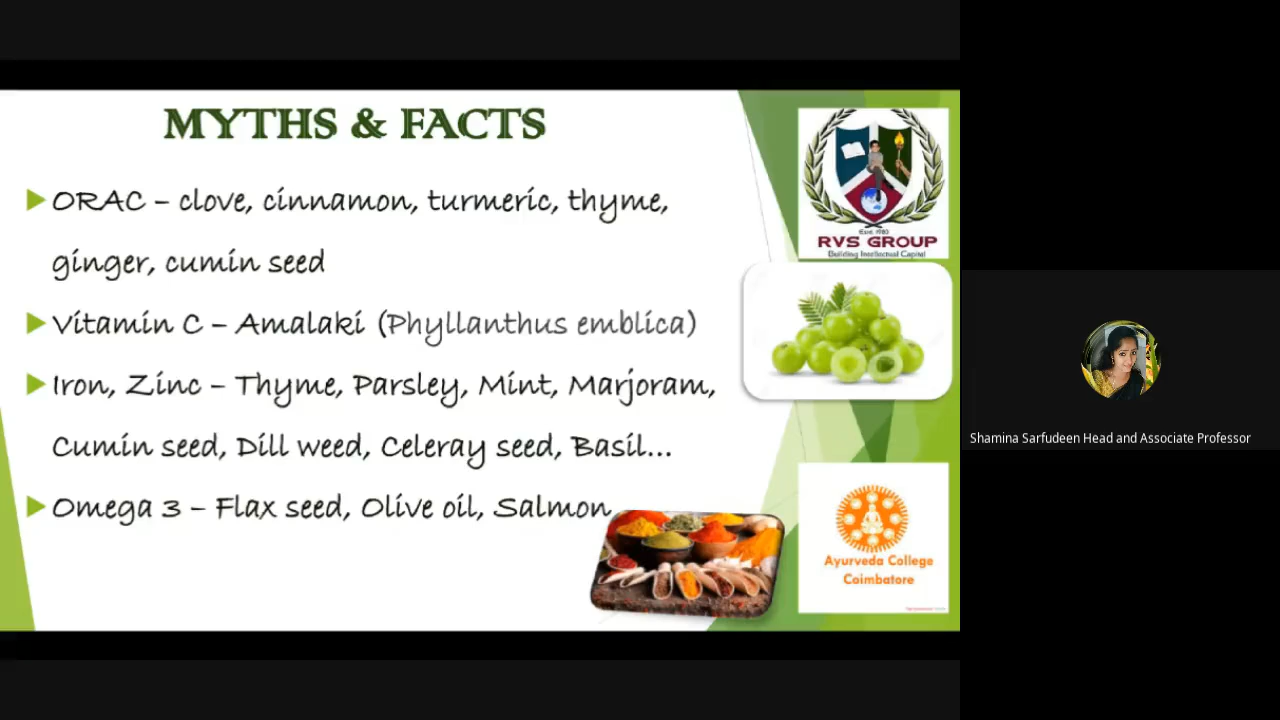 MYTHS & FACTS
ORAC – clove, cinnamon, turmeric, thyme,
ginger, cumin seed
Vitamin C – Amalaki (Phyllanthus emblica)
Iron, Zinc – Thyme, Parsley, Mint, Marjoram,
Cumin seed, Dill weed, Celeray seed, Basil...
Omega 3 – Flax seed, Olive oil, Salmon
Estd. 1983
RVS GROUP
Building Intellectual Capital
Ayurveda College
Coimbatore
Shamina Sarfudeen Head and Associate Professor